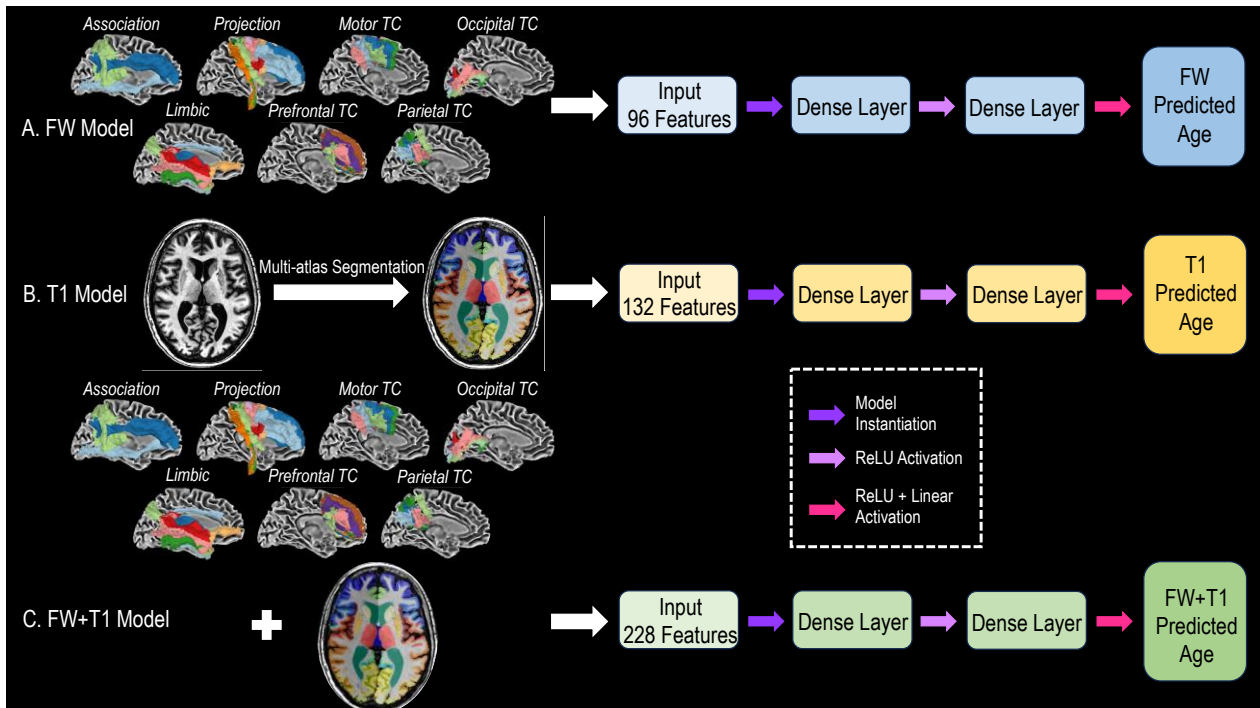 Association
Projection
Motor TC
Occipital TC
Limbic
Prefrontal TC
Parietal TC
A. FW Model
Input
96 Features
Dense Layer
Dense Layer
FW
Predicted
Age
B. T1 Model
Multi-atlas Segmentation
Input
132 Features
Dense Layer
Dense Layer
T1
Predicted
Age
Association
Projection
Motor TC
Occipital TC
Limbic
Prefrontal TC
Parietal TC
Model
Instantiation
ReLU Activation
ReLU + Linear
Activation
C. FW+T1 Model
Input
228 Features
Dense Layer
Dense Layer
FW+T1
Predicted
Age